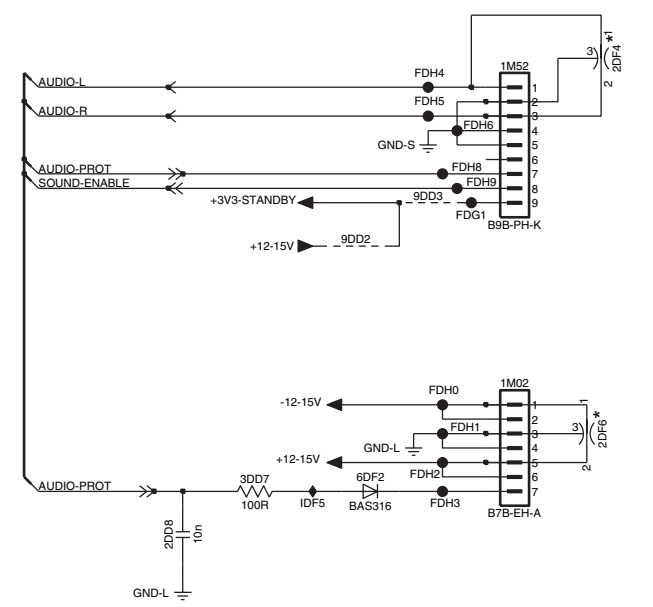 1M52
*
1
3
2DF4
2
AUDIO-L
FDH4
1
2
AUDIO-R
FDH5
3
FDH6
4
GND-S
5
6
AUDIO-PROT
FDH8
7
SOUND-ENABLE
FDH9
8
+3V3-STANDBY
9DD3
9
FDG1
B9B-PH-K
+12-15V
9DD2
1M02
FDH0
-12-15V
1
1
*
2
FDH1
3
3
2DF6
GND-L
4
+12-15V
5
2
FDH2
6
AUDIO-PROT
3DD7
6DF2
7
100R
IDF5
BAS316
FDH3
B7B-EH-A
2DD8
10n
GND-L